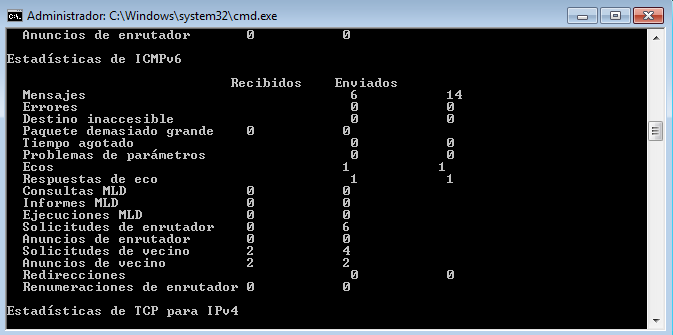 Administrador: C:\Windows\system32\cmd.exe
Anuncios de enrutador 0 0
Estadísticas de ICMPv6
Recibidos Enviados
Mensajes 6 14
Errores 0 0
Destino inaccesible 0 0
Paquete demasiado grande 0 0
Tiempo agotado 0 0
Problemas de parámetros 0 0
Ecos 1 1
Respuestas de eco 1 1
Consultas MLD 0 0
Informes MLD 0 0
Ejecuciones MLD 0 0
Solicitudes de enrutador 0 6
Anuncios de enrutador 0 0
Solicitudes de vecino 2 4
Anuncios de vecino 2 2
Redirecciones 0 0
Renumeraciones de enrutador 0 0
Estadísticas de TCP para IPv4